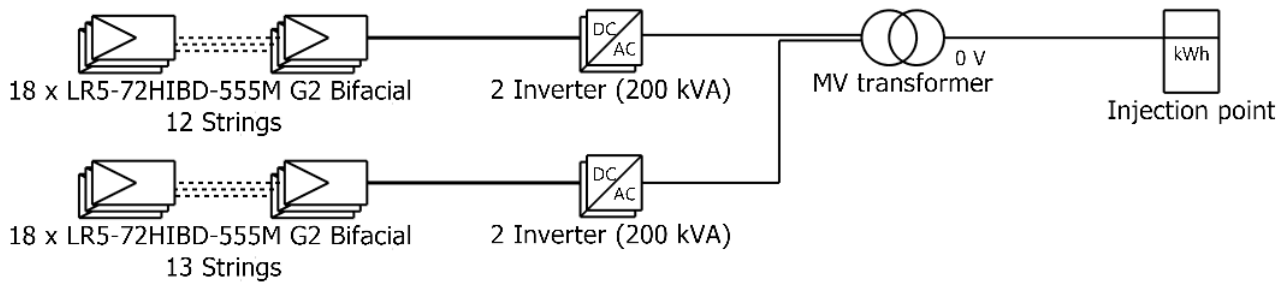 DC
AC
0 V
kWh
18 x LR5-72HIBD-555M G2 Bifacial
12 Strings
2 Inverter (200 kVA)
MV transformer
Injection point
DC
AC
18 x LR5-72HIBD-555M G2 Bifacial
13 Strings
2 Inverter (200 kVA)